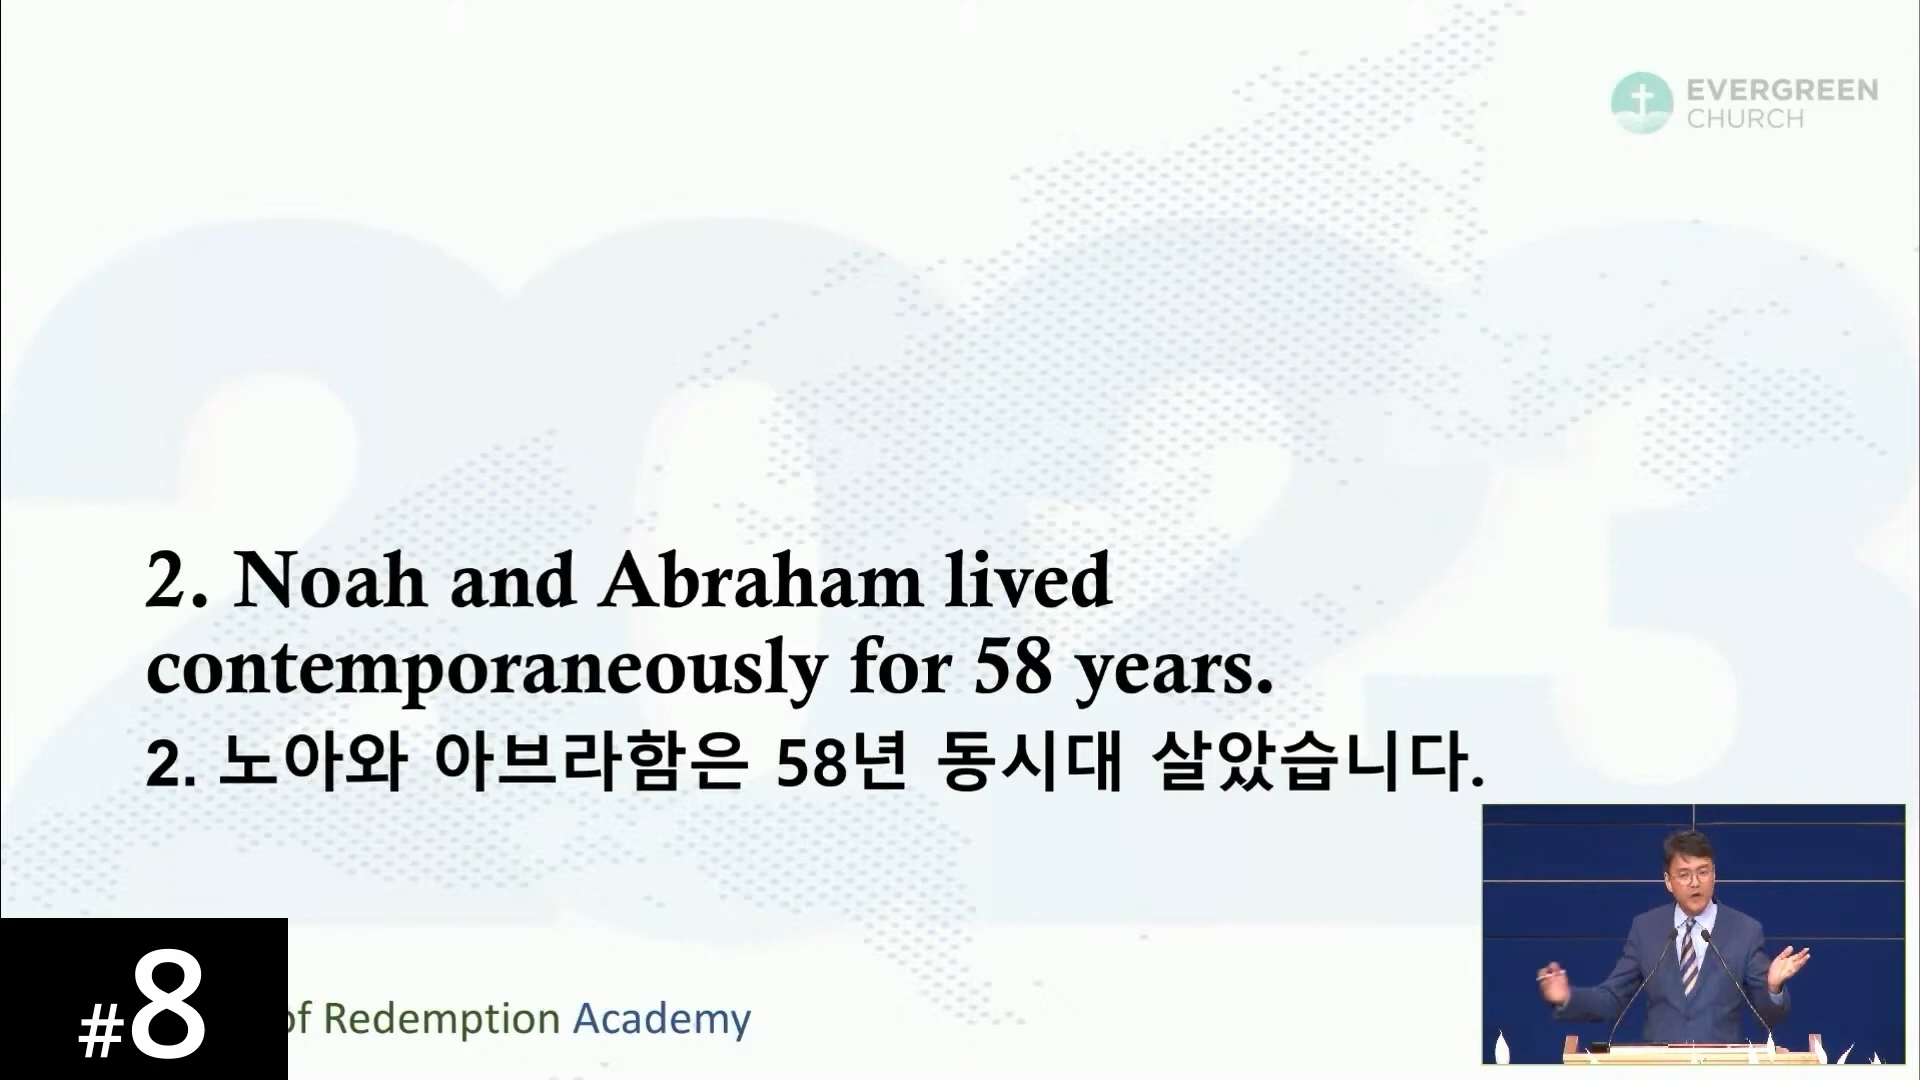 EVERGREEN
CHURCH
2023
2. Noah and Abraham lived
contemporaneously for 58 years.
2. 노아와 아브라함은 58년 동시대 살았습니다.
#8
of Redemption Academy